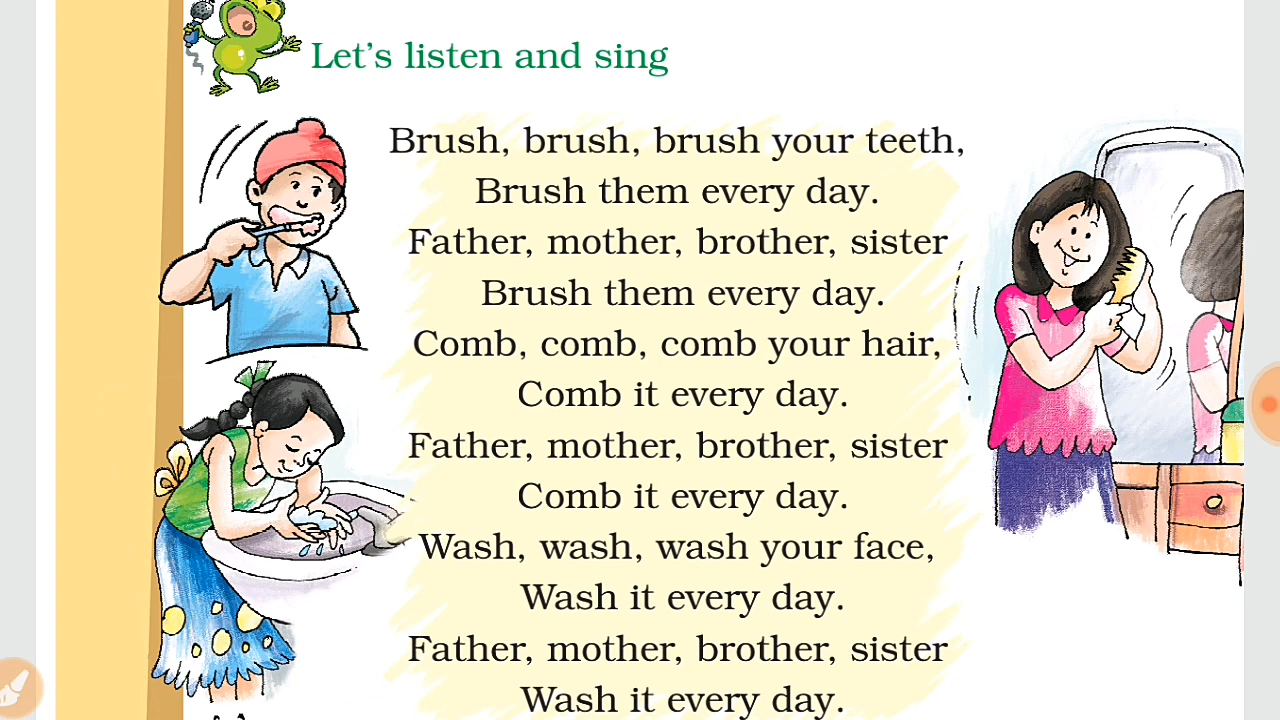 Let's listen and sing
Brush, brush, brush your teeth,
Brush them every day.
Father, mother, brother, sister
Brush them every day.
Comb, comb, comb your hair,
Comb it every day.
Father, mother, brother, sister
Comb it every day.
Wash, wash, wash your face,
Wash it every day.
Father, mother, brother, sister
Wash it every day.